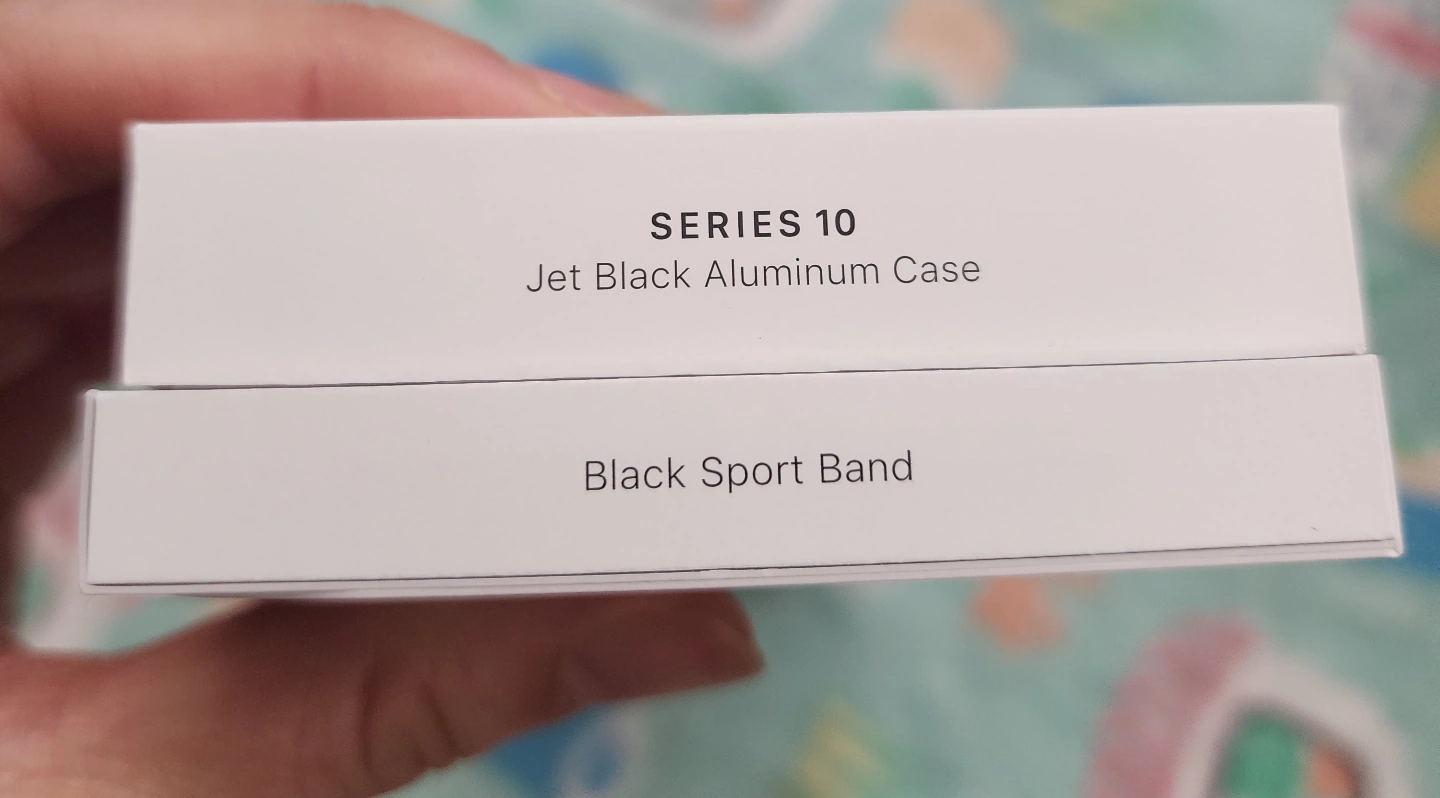 SERIES 10
Jet Black Aluminum Case
Black Sport Band